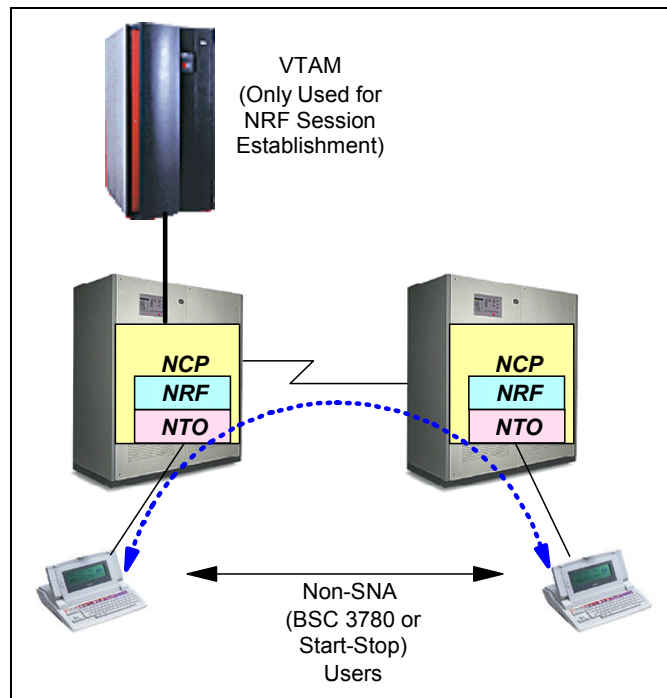 VTAM
(Only Used for
NRF Session
Establishment)
NCP
NRF
NTO
NCP
NRF
NTO
Non-SNA
(BSC 3780 or
Start-Stop)
Users